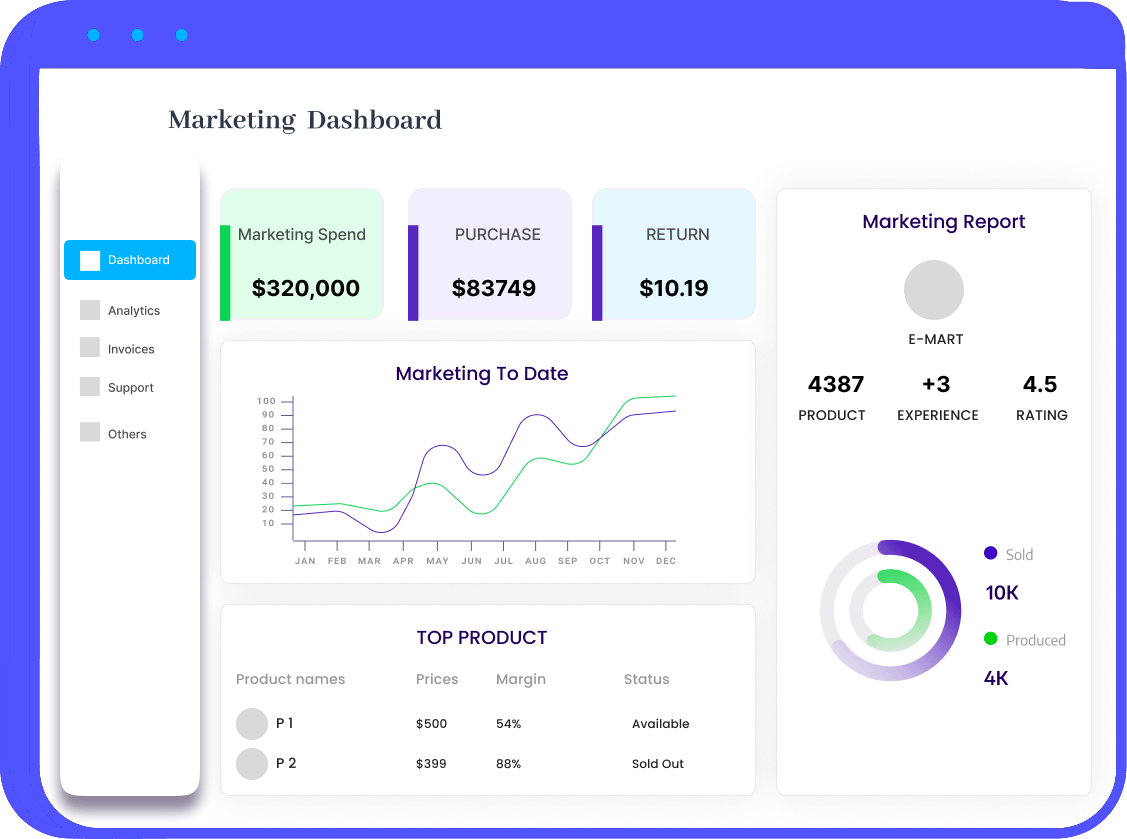 Marketing Dashboard
Dashboard
Analytics
Invoices
Support
Others
Marketing Spend
$320,000
PURCHASE
$83749
RETURN
$10.19
Marketing To Date
100
90
80
70
60
50
40
30
20
10
JAN FEB MAR APR MAY JUN JUL AUG SEP OCT NOV DEC
TOP PRODUCT
Product names Prices Margin Status
P 1 $500 54% Available
P 2 $399 88% Sold Out
Marketing Report
E-MART
4387 +3 4.5
PRODUCT EXPERIENCE RATING
Sold
10K
Produced
4K